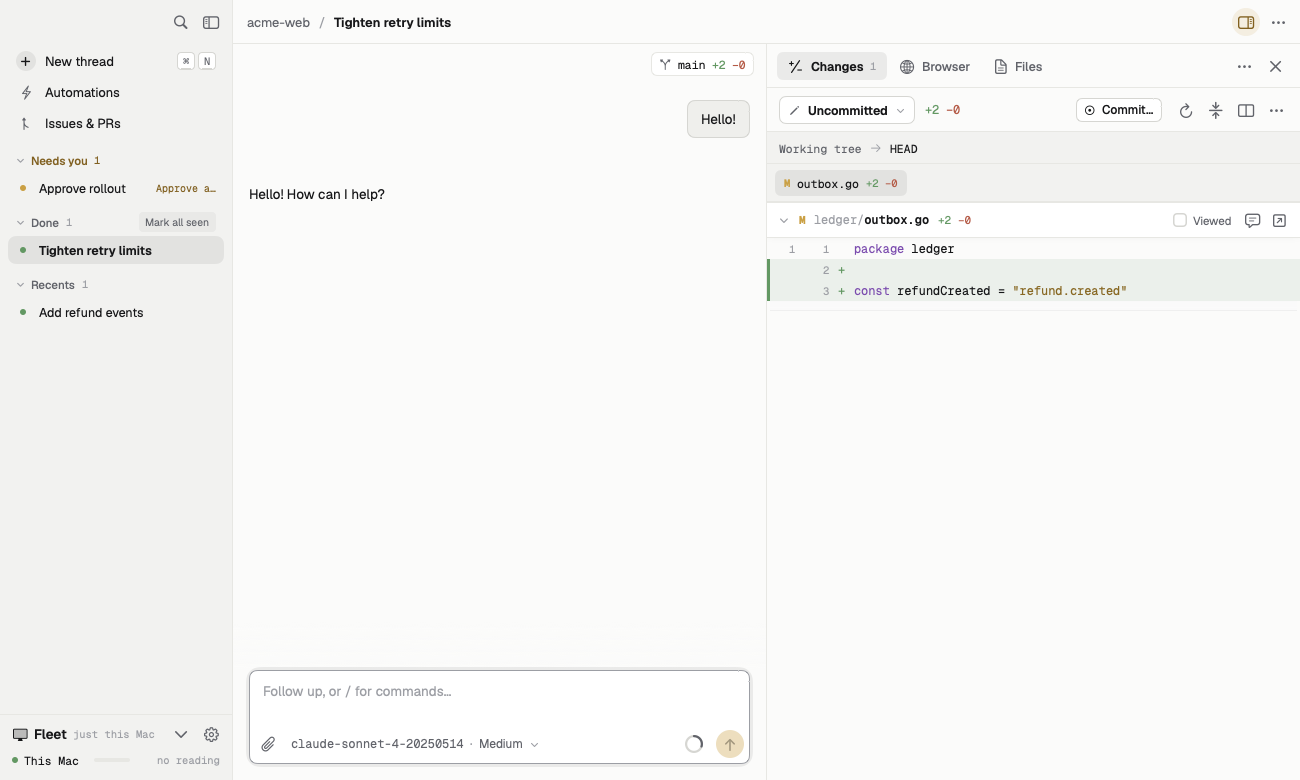 acme-web / Tighten retry limits
New thread ⌘ N
Automations
Issues & PRs
Needs you 1
Approve rollout Approve a…
Done 1 Mark all seen
Tighten retry limits
Recents 1
Add refund events
Fleet just this Mac
This Mac no reading
main +2 −0
Hello!
Hello! How can I help?
Follow up, or / for commands…
claude-sonnet-4-20250514 · Medium
Changes 1 Browser Files
Uncommitted +2 −0 Commit…
Working tree → HEAD
M outbox.go +2 −0
M ledger/outbox.go +2 −0 Viewed
1 1 package ledger
2 +
3 + const refundCreated = "refund.created"